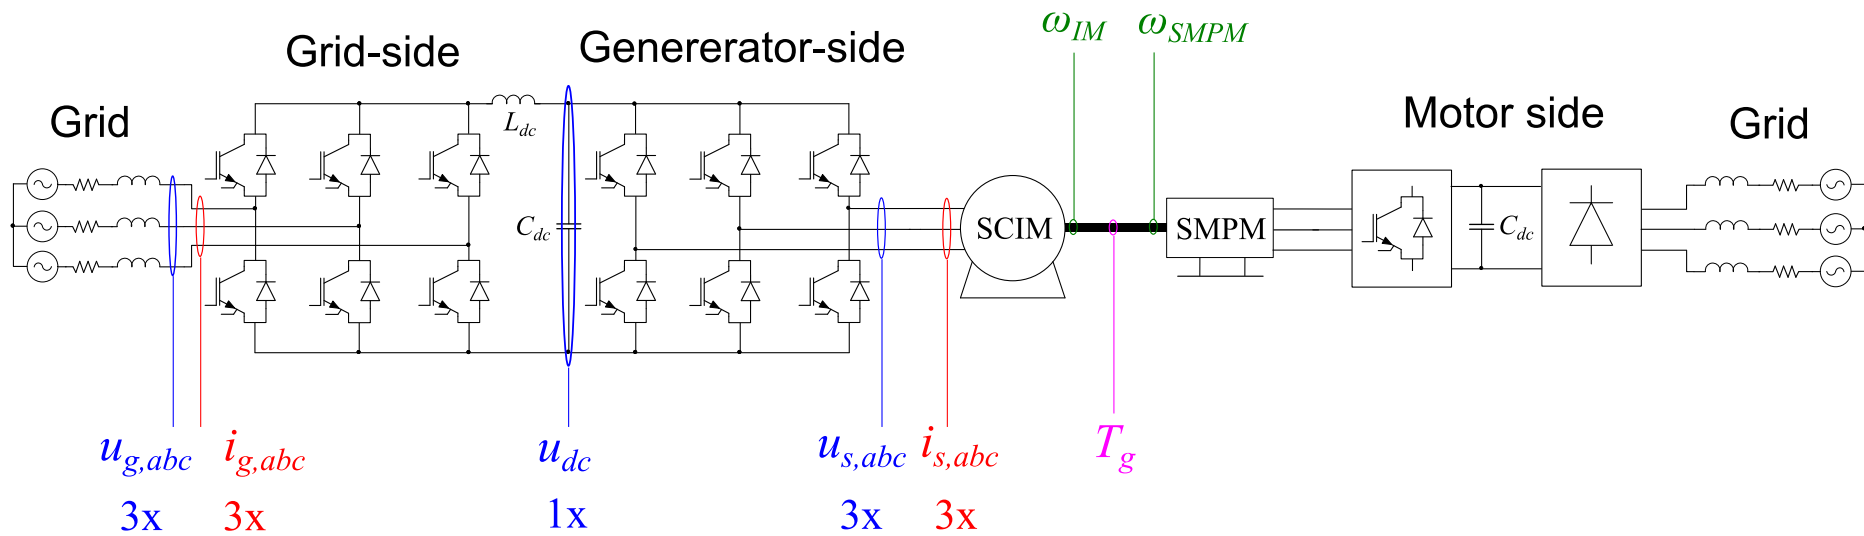 ω_IM ω_SMPM
Grid-side Genererator-side
Grid Motor side Grid
L_dc
C_dc SCIM SMPM C_dc
u_g,abc i_g,abc u_dc u_s,abc i_s,abc T_g
3x 3x 1x 3x 3x